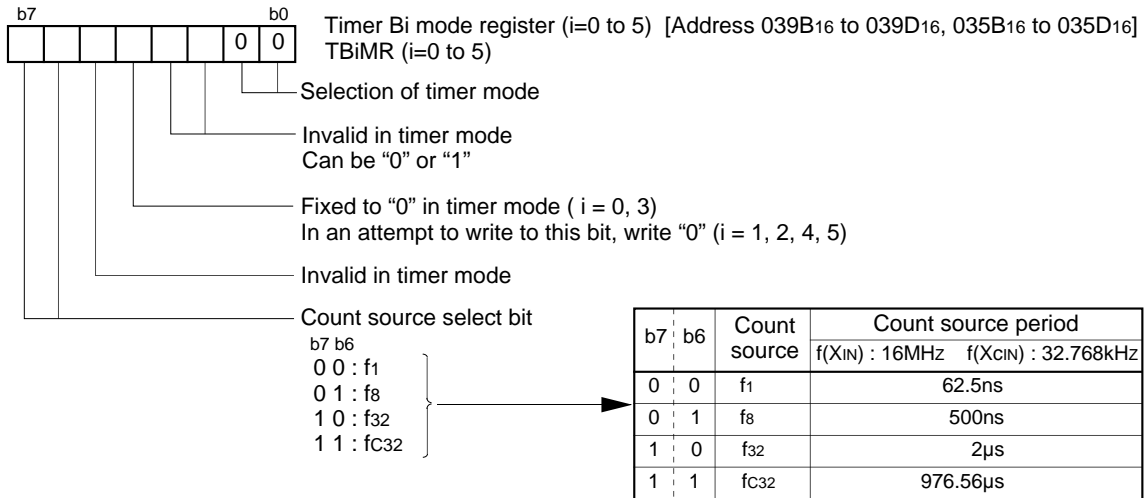 b7 b0
Timer Bi mode register (i=0 to 5) [Address 039B16 to 039D16, 035B16 to 035D16]
TBiMR (i=0 to 5)
0 0
Selection of timer mode
Invalid in timer mode
Can be “0” or “1”
Fixed to “0” in timer mode ( i = 0, 3)
In an attempt to write to this bit, write “0” (i = 1, 2, 4, 5)
Invalid in timer mode
Count source select bit
b7 b6
0 0 : f1
0 1 : f8
1 0 : f32
1 1 : fC32
b7 b6 Count source Count source period
f(XIN) : 16MHz f(XCIN) : 32.768kHz
0 0 f1 62.5ns
0 1 f8 500ns
1 0 f32 2µs
1 1 fC32 976.56µs